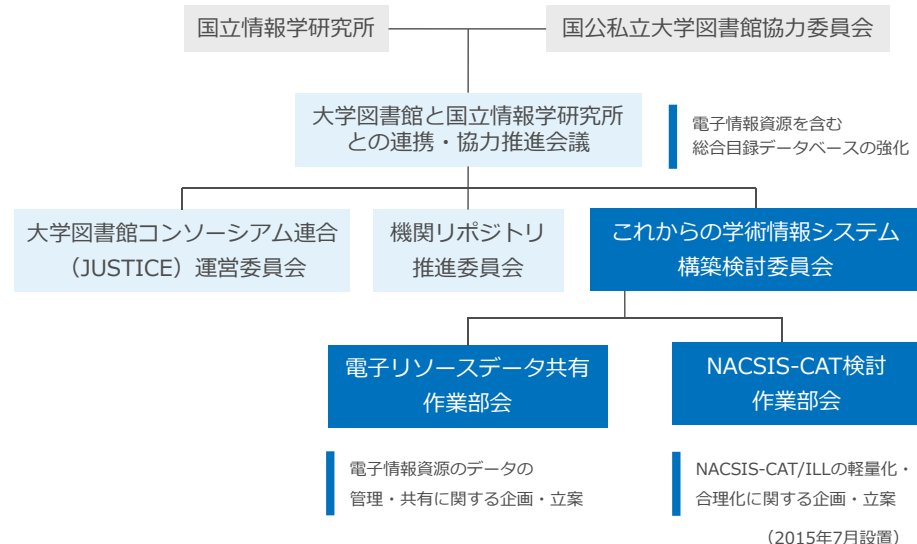 国立情報学研究所
国公私立大学図書館協力委員会
大学図書館と国立情報学研究所
との連携・協力推進会議
電子情報資源を含む
総合目録データベースの強化
大学図書館コンソーシアム連合
（JUSTICE）運営委員会
機関リポジトリ
推進委員会
これからの学術情報システム
構築検討委員会
電子リソースデータ共有
作業部会
NACSIS-CAT検討
作業部会
電子情報資源のデータの
管理・共有に関する企画・立案
NACSIS-CAT/ILLの軽量化・
合理化に関する企画・立案
（2015年7月設置）